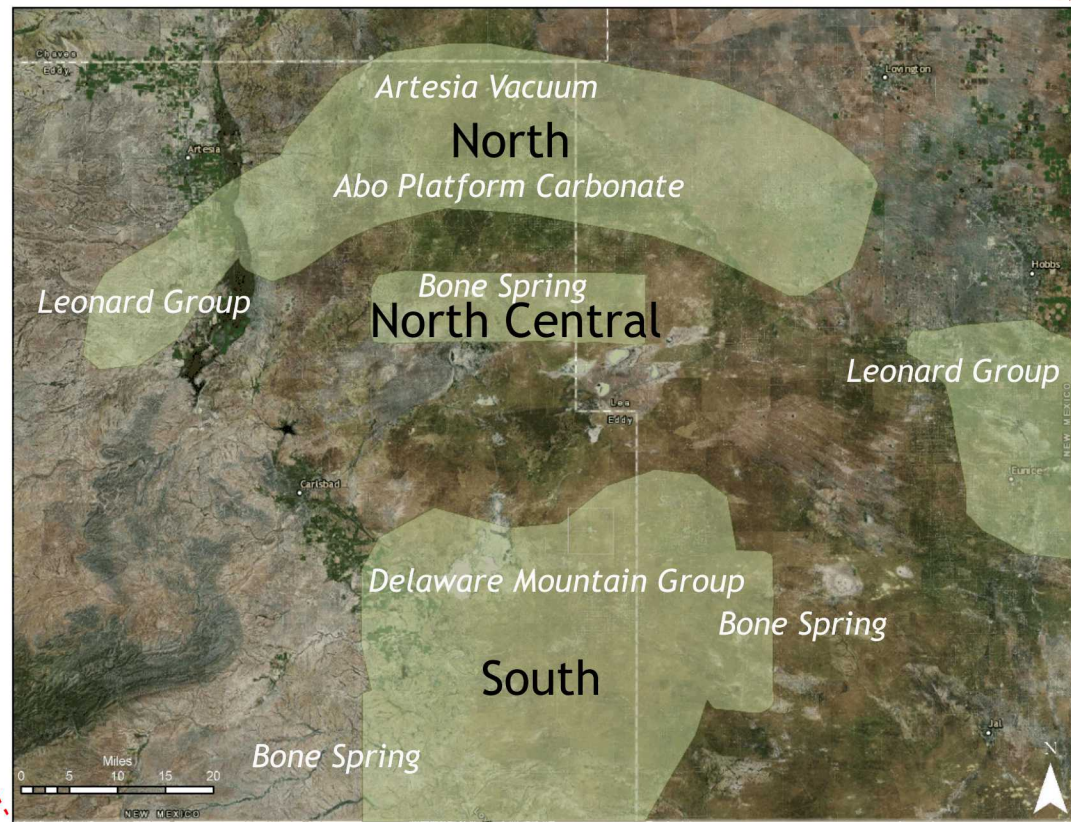 Chaves
Eddy
Lovington
Artesia Vacuum
North
Artesia
Abo Platform Carbonate
Hobbs
Bone Spring
Leonard Group
North Central
Leonard Group
NEW MEXICO
Lea
Eddy
Eunice
Carlsbad
Delaware Mountain Group
Bone Spring
South
Jal
Bone Spring
N
Miles
0 5 10 15 20
NEW MEXICO